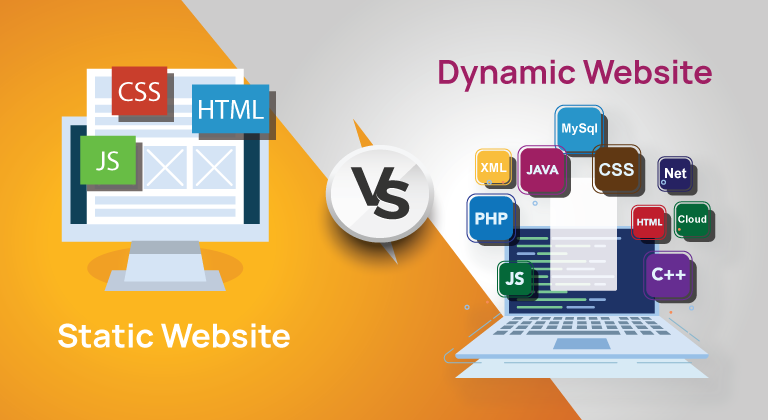 CSS
HTML
JS
Static Website
VS
Dynamic Website
MySql
XML
JAVA
CSS
Net
PHP
HTML
Cloud
JS
C++